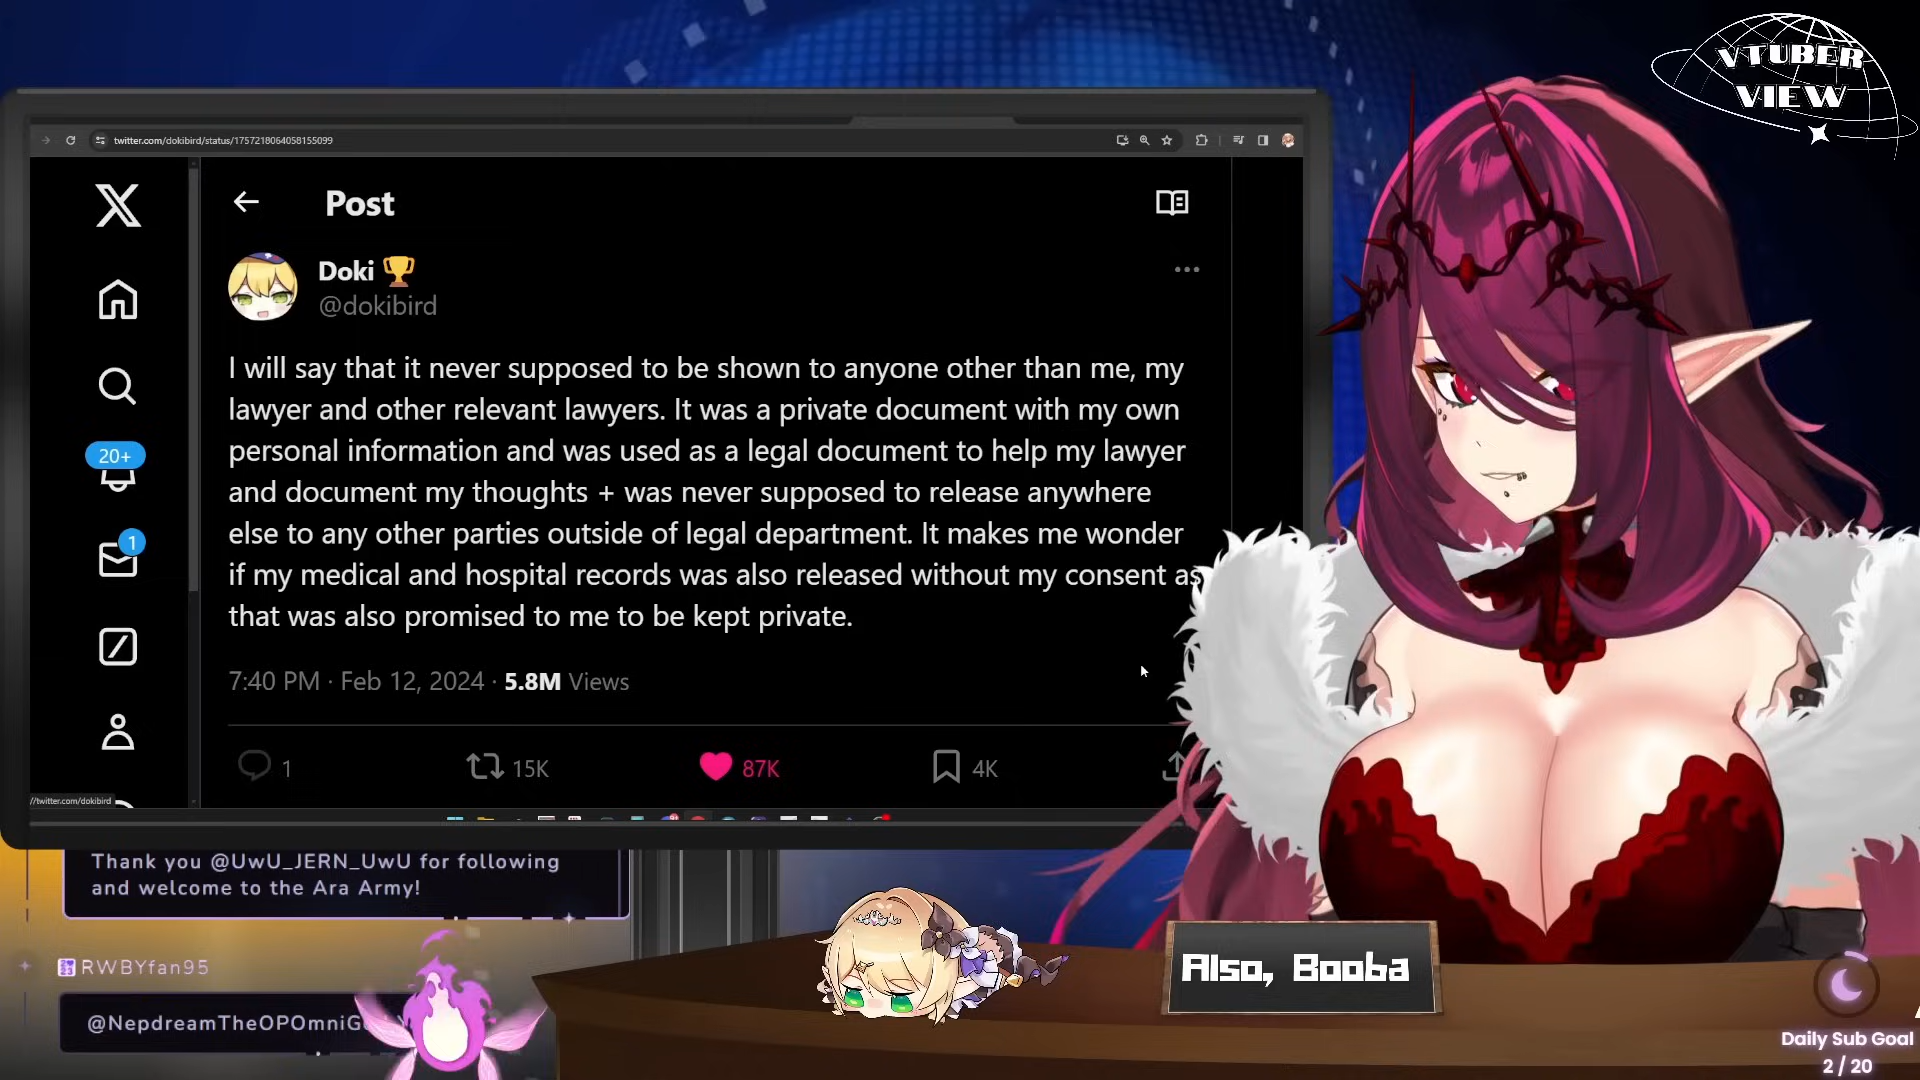 VTUBER
VIEW
twitter.com/dokibird/status/1757218064058155099
Post
Doki 🏆
@dokibird
I will say that it never supposed to be shown to anyone other than me, my
lawyer and other relevant lawyers. It was a private document with my own
personal information and was used as a legal document to help my lawyer
and document my thoughts + was never supposed to release anywhere
else to any other parties outside of legal department. It makes me wonder
if my medical and hospital records was also released without my consent as
that was also promised to me to be kept private.
20+
1
7:40 PM · Feb 12, 2024 · 5.8M Views
1
15K
87K
4K
//twitter.com/dokibird
Thank you @UwU_JERN_UwU for following
and welcome to the Ara Army!
RWBYfan95
Also, Booba
Daily Sub Goal
2 / 20